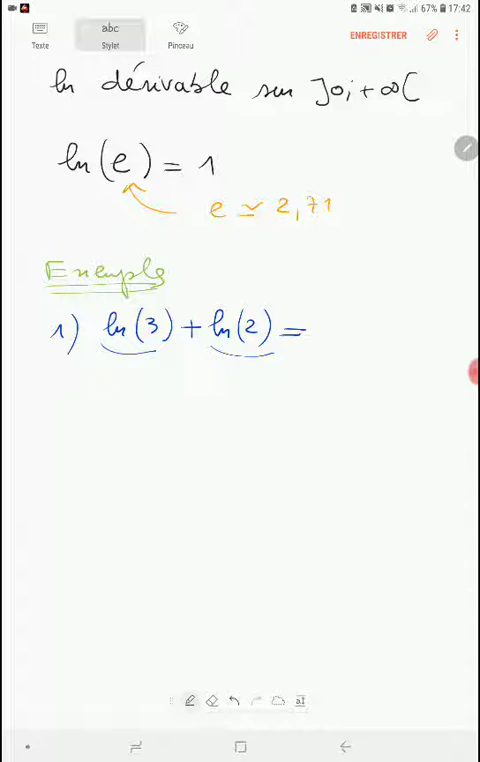 67% 17:42
Texte
abc
Stylet
Pinceau
ENREGISTRER
ln dérivable sur ]0;+∞[
ln(e) = 1
e ≃ 2,71
Exemple
1) ln(3) + ln(2) =